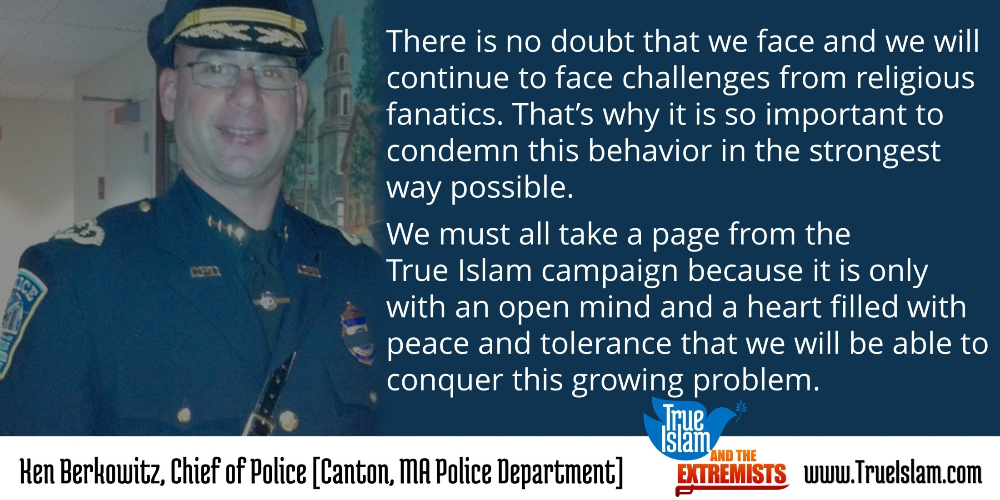 There is no doubt that we face and we will
continue to face challenges from religious
fanatics. That’s why it is so important to
condemn this behavior in the strongest
way possible.
We must all take a page from the
True Islam campaign because it is only
with an open mind and a heart filled with
peace and tolerance that we will be able to
conquer this growing problem.
CPD
CPD
True
Islam
AND THE
EXTREMISTS
Ken Berkowitz, Chief of Police [Canton, MA Police Department]
www.TrueIslam.com